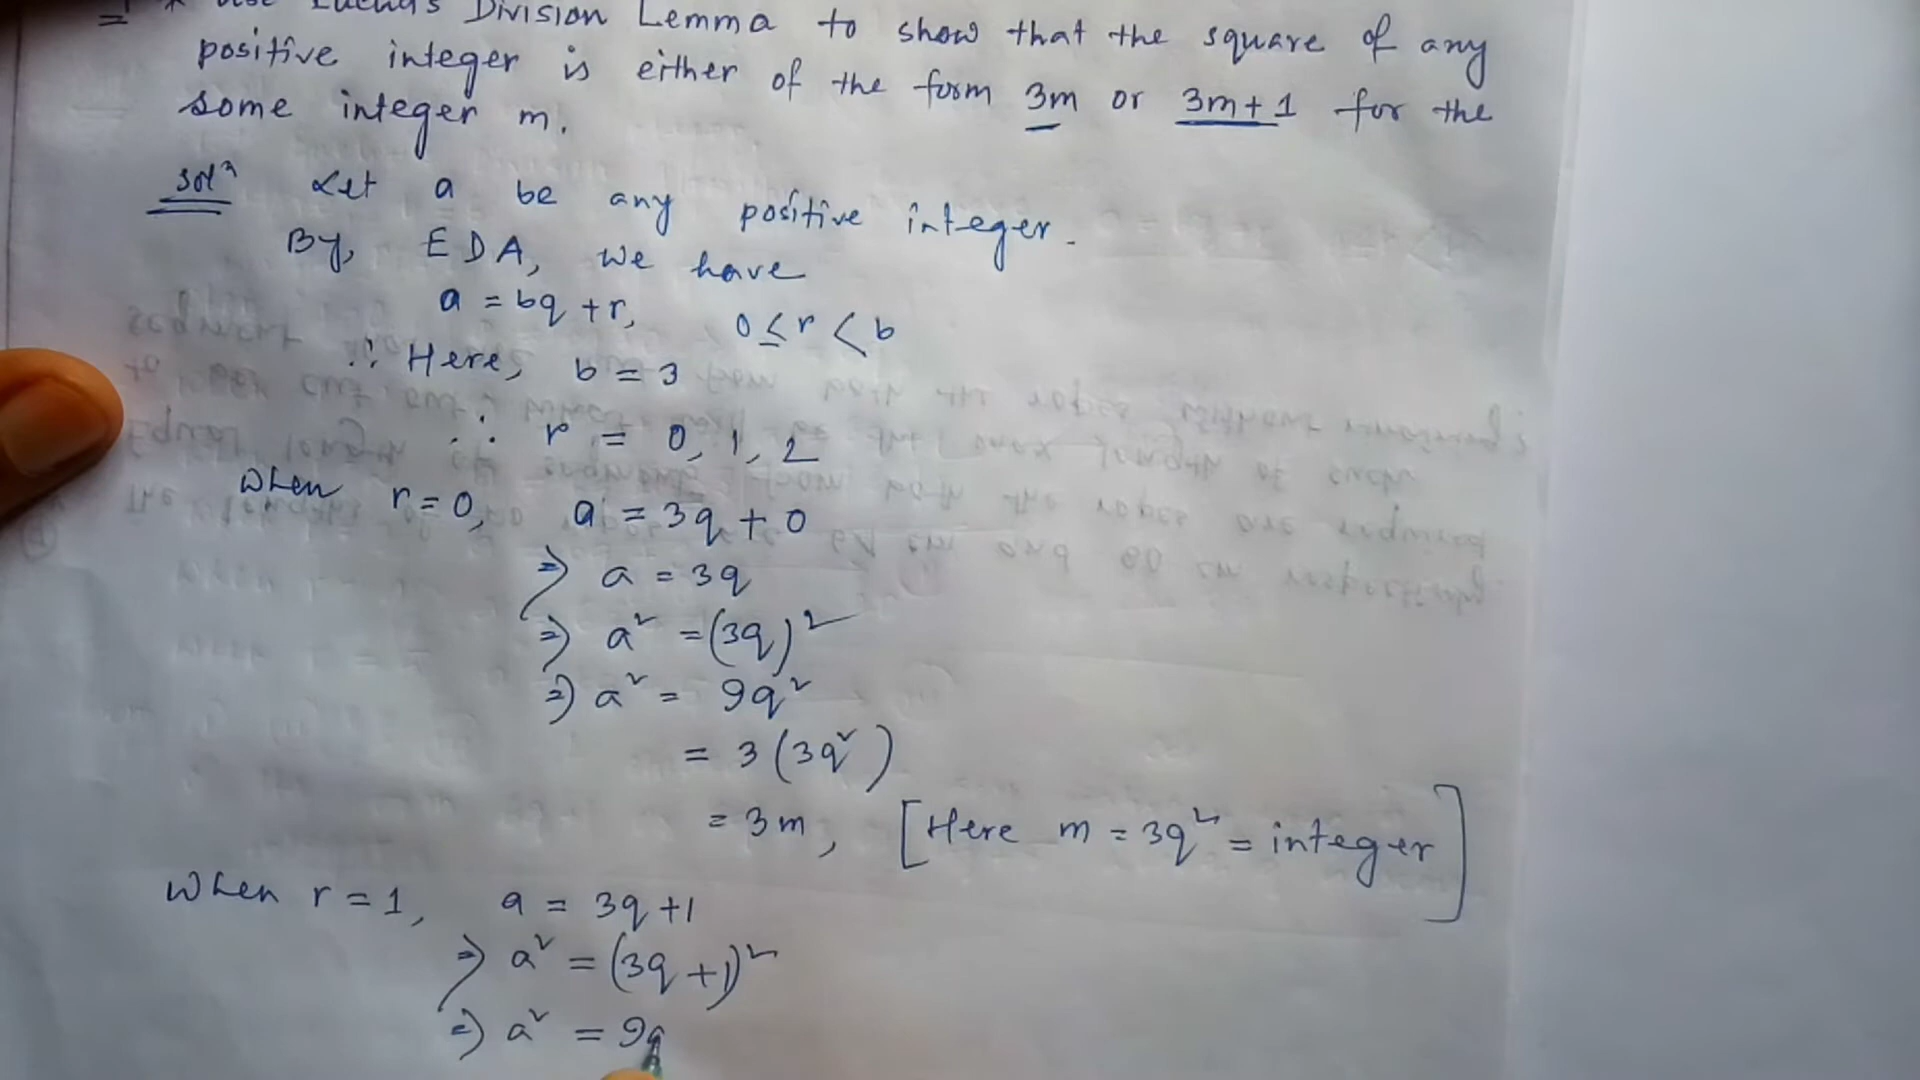 Division Lemma to show that the square of any
positive integer is either of the form 3m or 3m+1 for the
some integer m.
Solⁿ Let a be any positive integer.
By, EDA, we have
a = bq + r, 0 ≤ r < b
∴ Here, b = 3
∴ r = 0, 1, 2
When r = 0, a = 3q + 0
⇒ a = 3q
⇒ a² = (3q)²
⇒ a² = 9q²
= 3(3q²)
= 3m, [Here m = 3q² = integer]
When r = 1, a = 3q +1
⇒ a² = (3q +1)²
⇒ a² = 9q